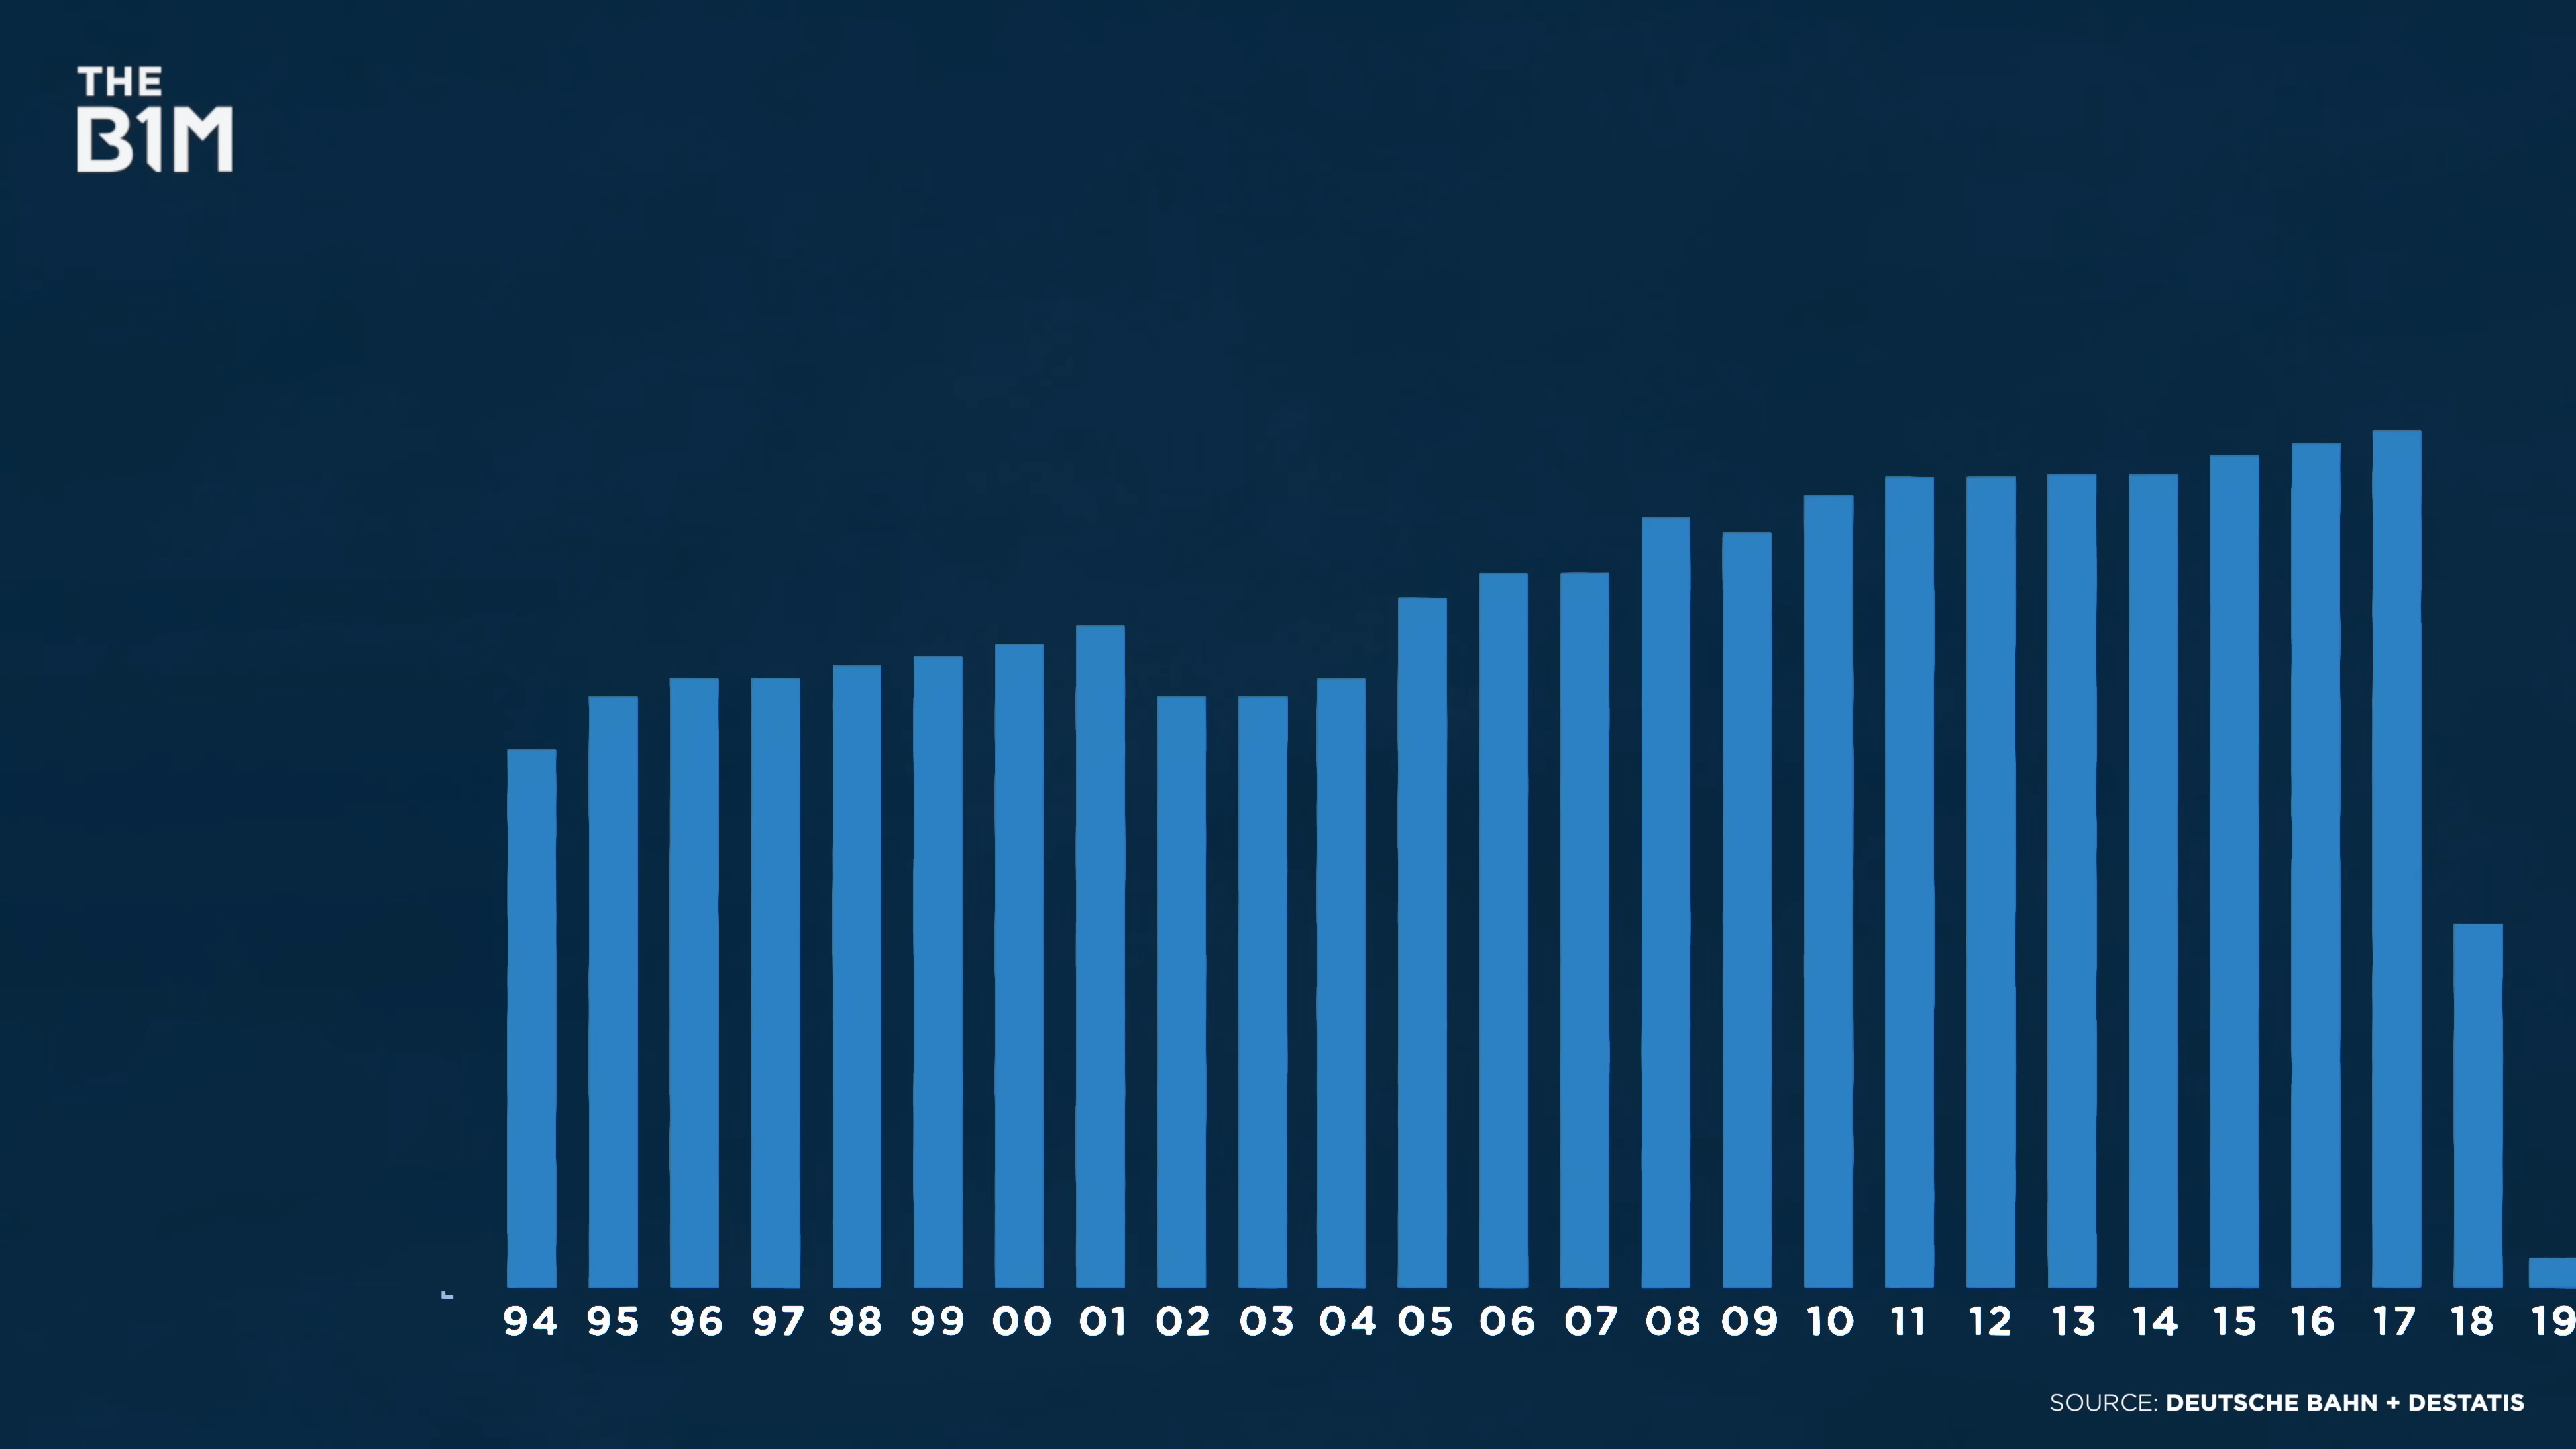 THE
B1M
94 95 96 97 98 99 00 01 02 03 04 05 06 07 08 09 10 11 12 13 14 15 16 17 18 19
SOURCE: DEUTSCHE BAHN + DESTATIS